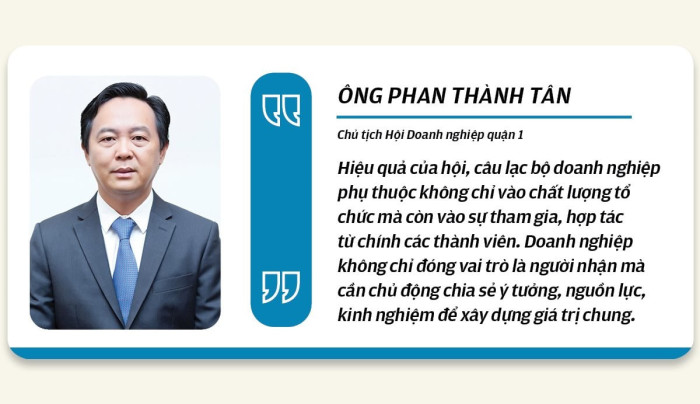 ÔNG PHAN THÀNH TÂN
Chủ tịch Hội Doanh nghiệp quận 1
Hiệu quả của hội, câu lạc bộ doanh nghiệp
phụ thuộc không chỉ vào chất lượng tổ
chức mà còn vào sự tham gia, hợp tác
từ chính các thành viên. Doanh nghiệp
không chỉ đóng vai trò là người nhận mà
cần chủ động chia sẻ ý tưởng, nguồn lực,
kinh nghiệm để xây dựng giá trị chung.